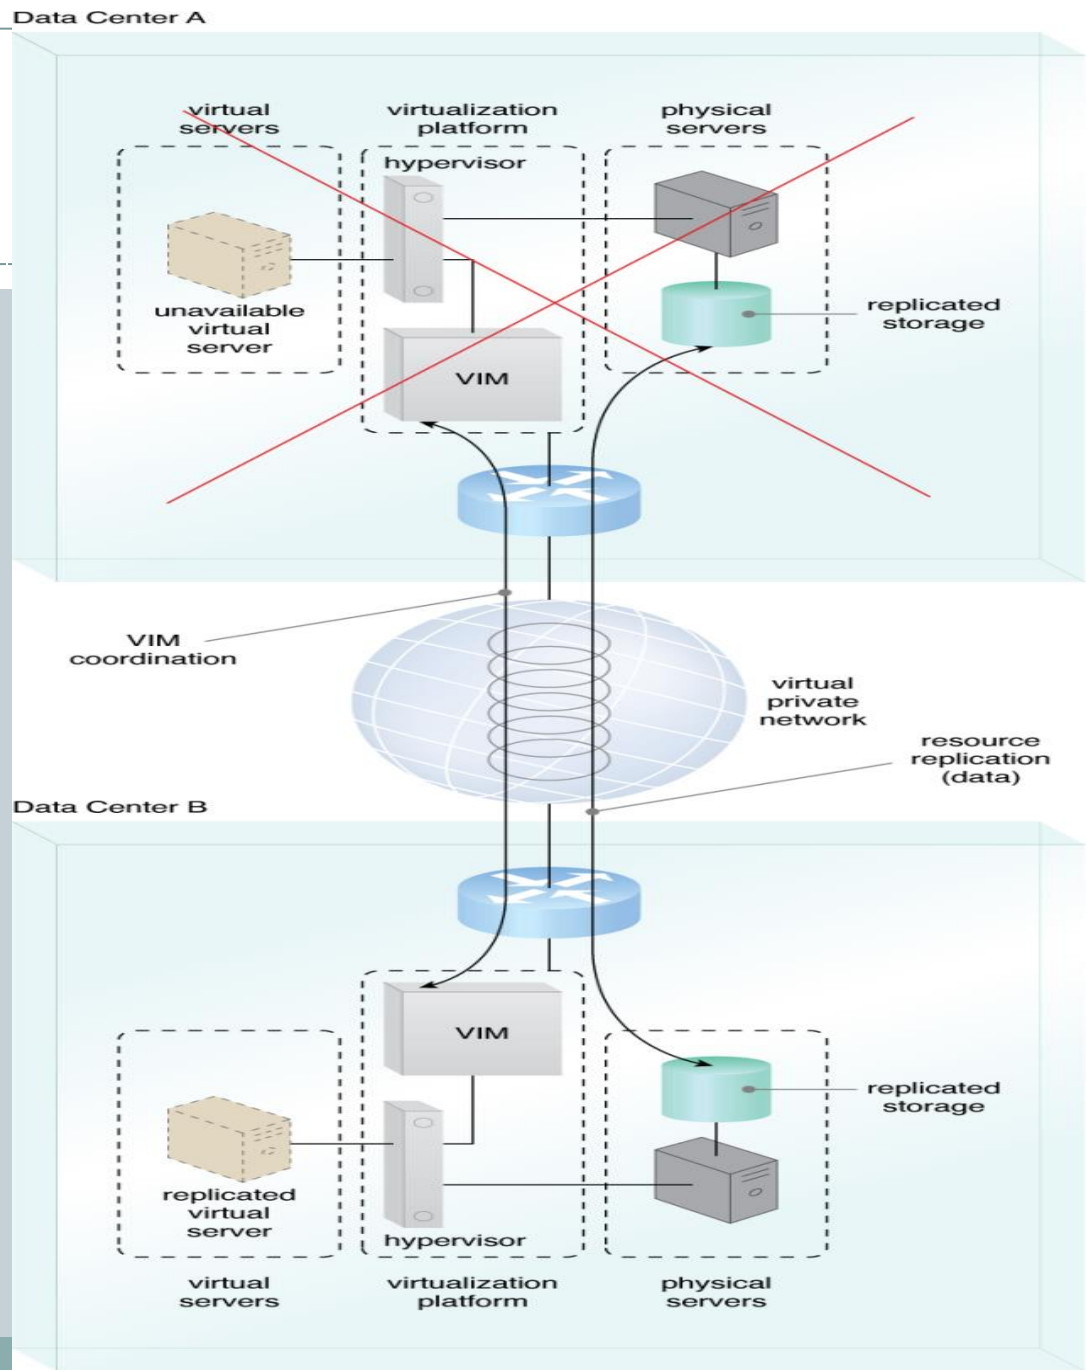 Data Center A
virtual
servers
virtualization
platform
physical
servers
hypervisor
unavailable
virtual
server
replicated
storage
VIM
VIM
coordination
virtual
private
network
resource
replication
(data)
Data Center B
VIM
replicated
storage
replicated
virtual
server
hypervisor
virtual
servers
virtualization
platform
physical
servers